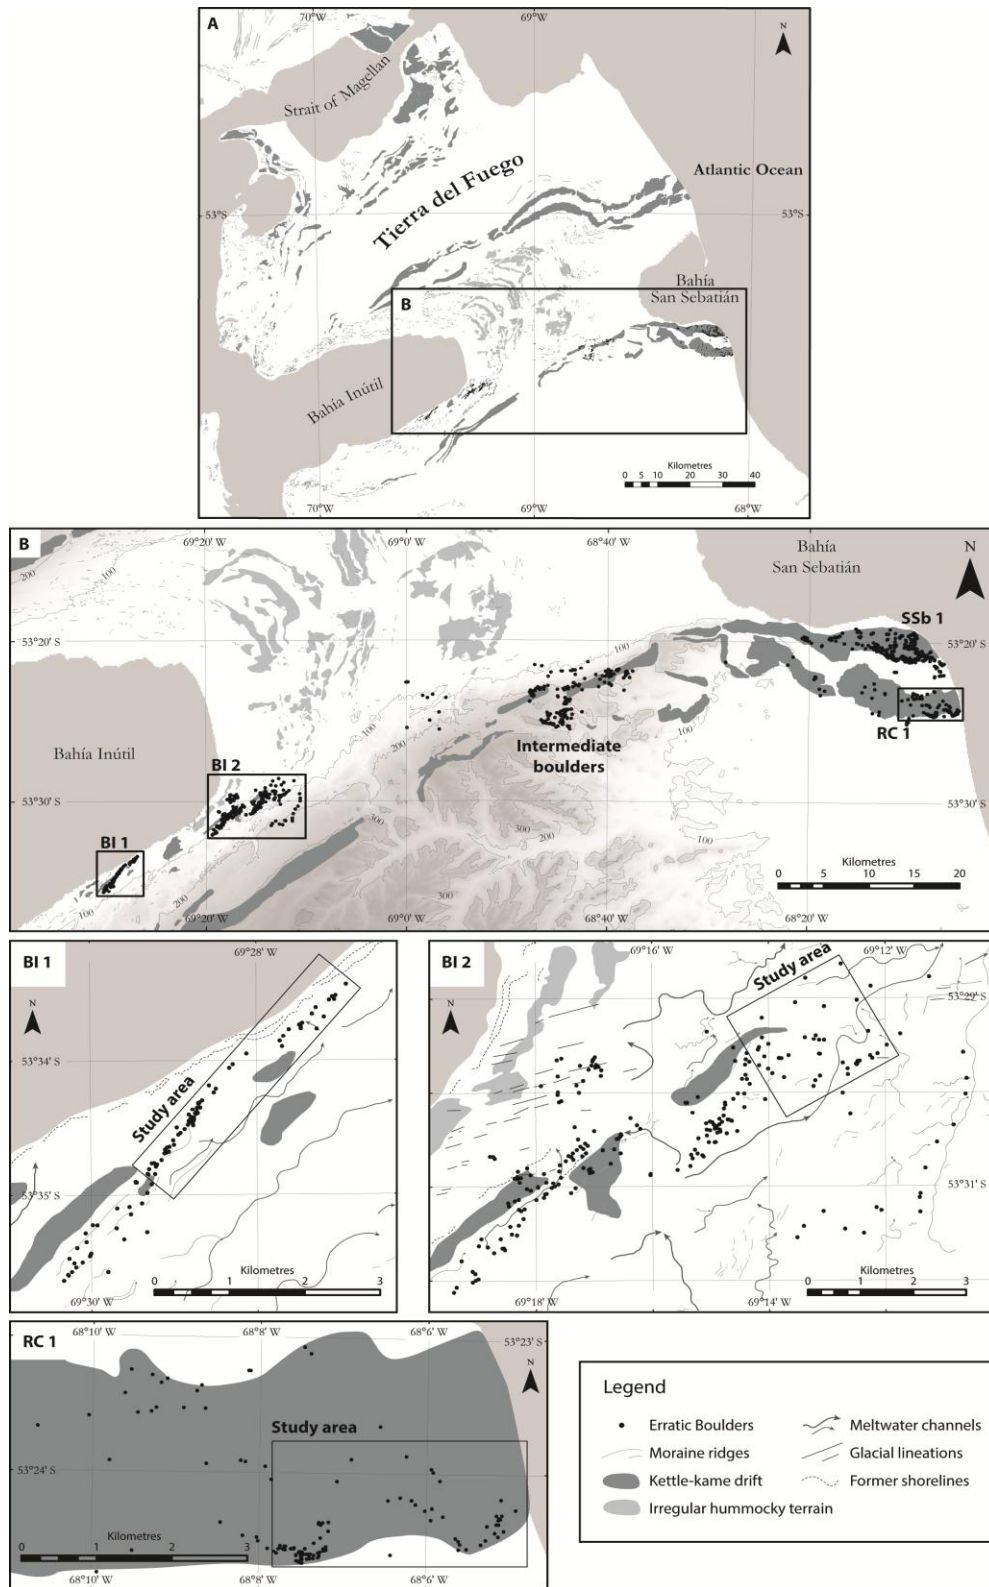 A
70°W
69°W
N
Strait of Magellan
Tierra del Fuego
Atlantic Ocean
53°S
53°S
Bahía
San Sebatián
B
Bahía Inútil
Kilometres
0 5 10 20 30 40
70°W
69°W
68°W
B
69°20' W
69°0' W
68°40' W
Bahía
San Sebatián
N
200
100
200
100
SSb 1
53°20' S
53°20' S
100
100
RC 1
Intermediate
boulders
200
100
Bahía Inútil
BI 2
53°30' S
53°30' S
300
300
200
100
BI 1
200
100
300
Kilometres
0 5 10 15 20
69°20' W
69°0' W
68°40' W
68°20' W
BI 1
69°28' W
N
53°34' S
Study area
53°35' S
Kilometres
0 1 2 3
69°30' W
BI 2
69°16' W
69°12' W
Study area
N
53°29' S
53°31' S
Kilometres
0 1 2 3
69°18' W
69°14' W
RC 1
68°10' W
68°8' W
68°6' W
53°23' S
N
Study area
53°24' S
Kilometres
0 1 2 3
68°10' W
68°8' W
68°6' W
Legend
Erratic Boulders
Moraine ridges
Kettle-kame drift
Irregular hummocky terrain
Meltwater channels
Glacial lineations
Former shorelines